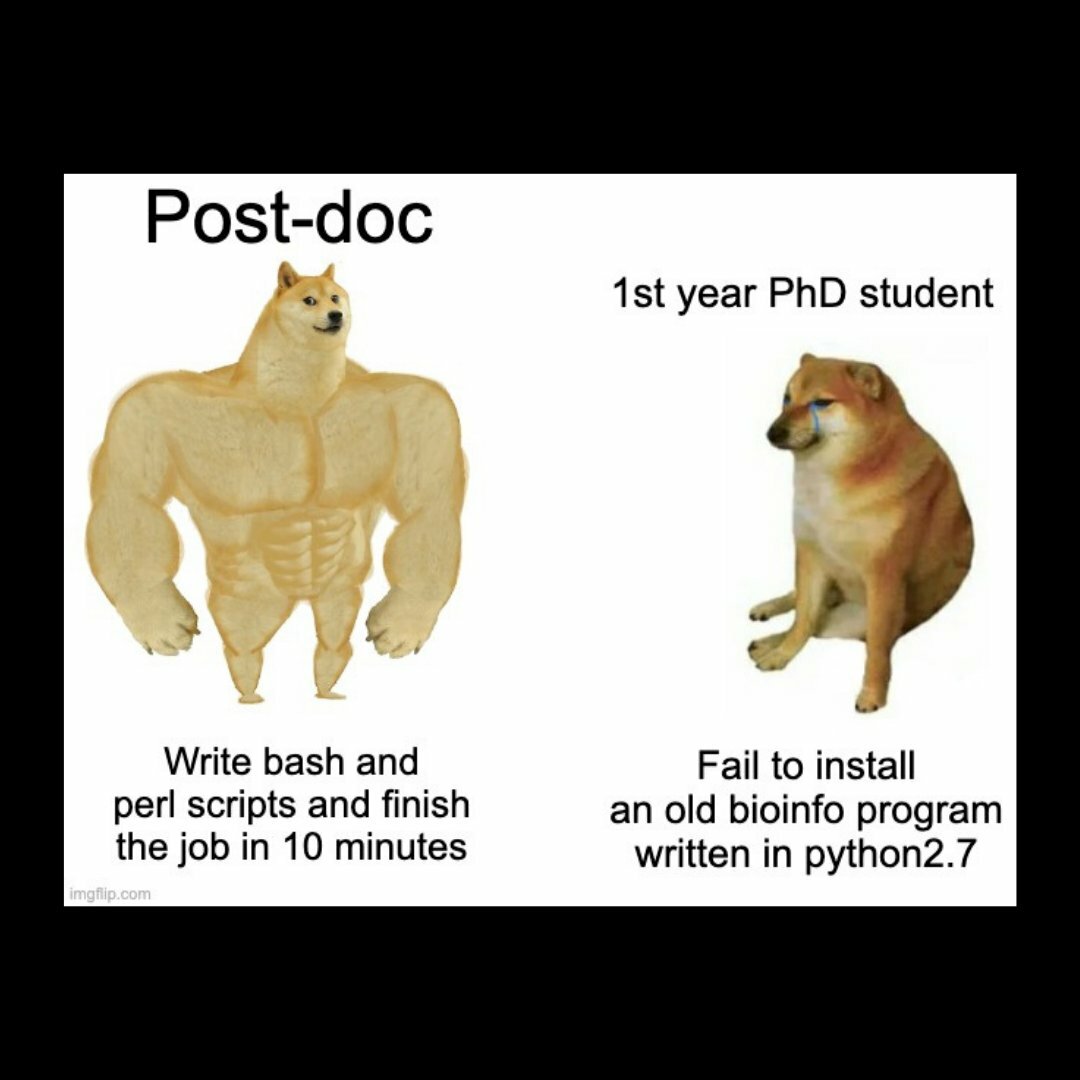 Post-doc
1st year PhD student
Write bash and
perl scripts and finish
the job in 10 minutes
Fail to install
an old bioinfo program
written in python2.7
imgflip.com